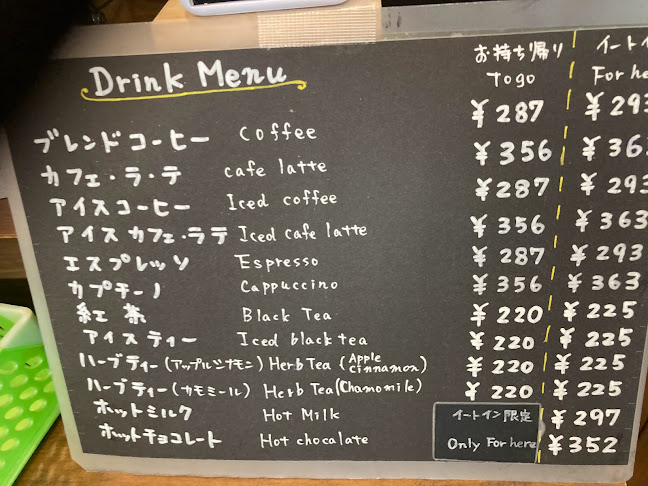 Drink Menu お持ち帰り イートイン
Togo For here
ブレンドコーヒー coffee ¥287 ¥293
カフェ・ラ・テ cafe latte ¥356 ¥363
アイスコーヒー Iced coffee ¥287 ¥293
アイスカフェ・ラテ Iced cafe latte ¥356 ¥363
エスプレッソ Espresso ¥287 ¥293
カプチーノ Cappuccino ¥356 ¥363
紅茶 Black Tea ¥220 ¥225
アイスティー Iced black tea ¥220 ¥225
ハーブティー(アップルシナモン) Herb Tea (Apple cinnamon) ¥220 ¥225
ハーブティー(カモミール) Herb Tea (Chamomile) ¥220 ¥225
ホットミルク Hot Milk イートイン限定 ¥297
ホットチョコレート Hot chocolate Only For here ¥352